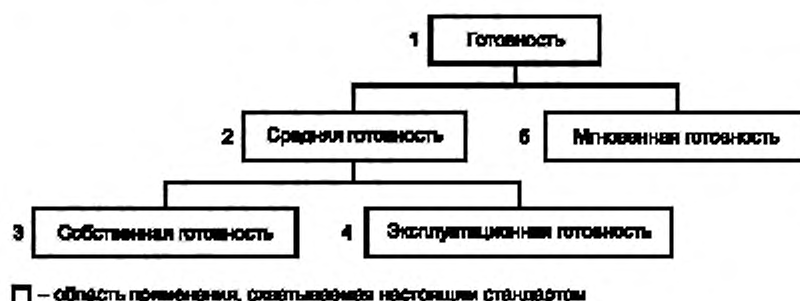 1 Готовность
2 Средняя готовность 5 Мгновенная готовность
3 Собственная готовность 4 Эксплуатационная готовность
– область применения, охватываемая настоящим стандартом